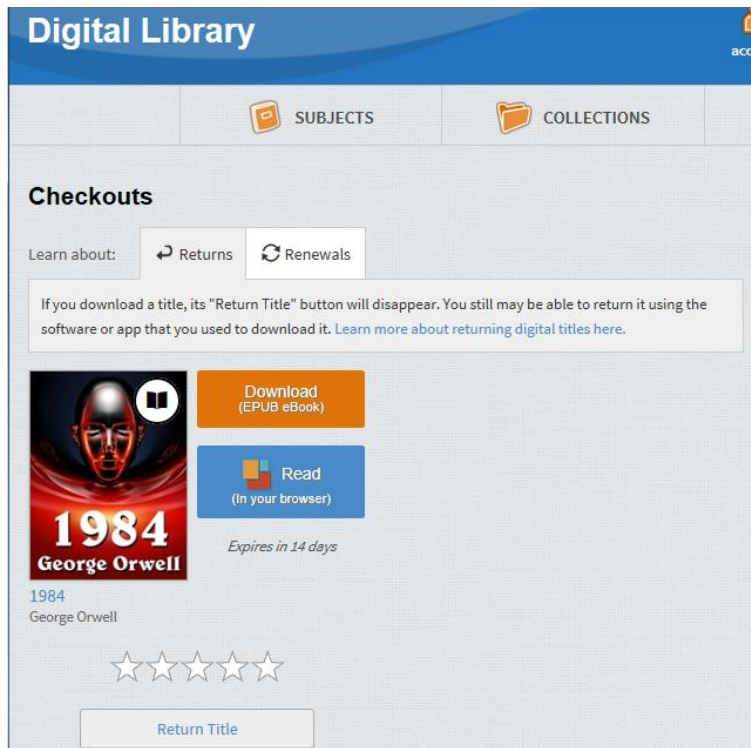 Digital Library
SUBJECTS
COLLECTIONS
Checkouts
Learn about:
Returns
Renewals
If you download a title, its "Return Title" button will disappear. You still may be able to return it using the
software or app that you used to download it. Learn more about returning digital titles here.
Download
(EPUB eBook)
Read
(In your browser)
Expires in 14 days
1984
George Orwell
1984
George Orwell
Return Title